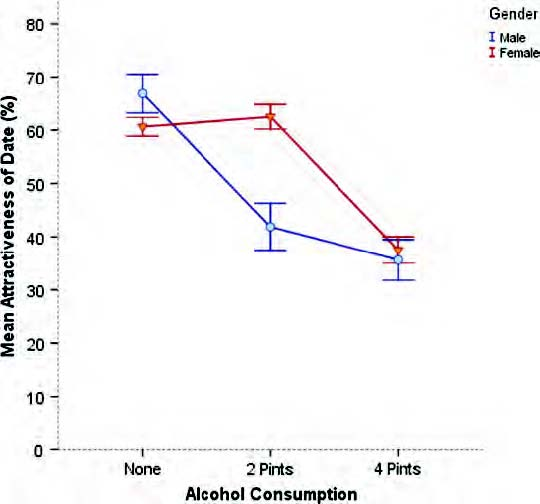 Gender
Male
Female
Mean Attractiveness of Date (%)
80
70
60
50
40
30
20
10
0
None 2 Pints 4 Pints
Alcohol Consumption